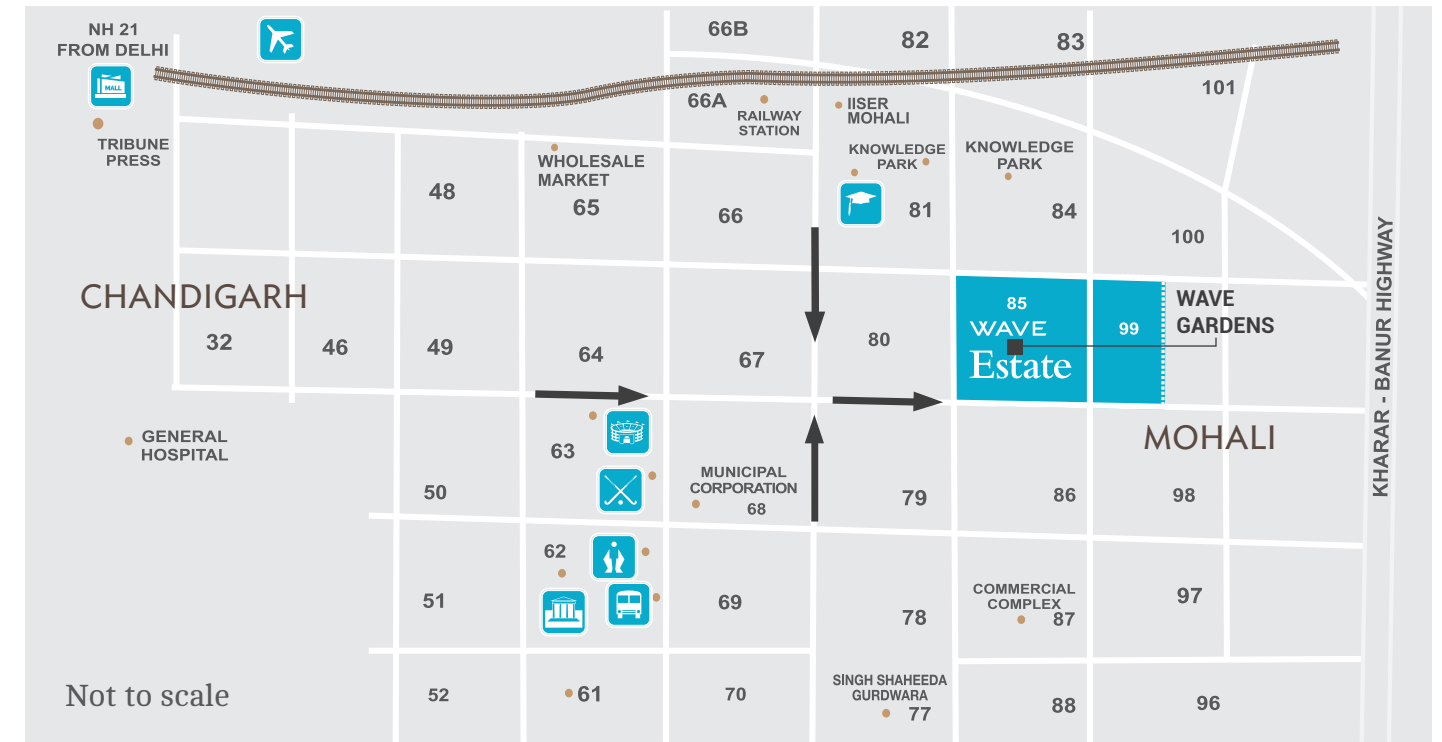 NH 21
FROM DELHI
MALL
TRIBUNE
PRESS
66B
82
83
101
66A
RAILWAY
STATION
IISER
MOHALI
KNOWLEDGE
PARK
KNOWLEDGE
PARK
WHOLESALE
MARKET
48
65
66
81
84
100
CHANDIGARH
32
46
49
64
67
80
85
WAVE
Estate
99
WAVE
GARDENS
KHARAR - BANUR HIGHWAY
MOHALI
GENERAL
HOSPITAL
63
50
MUNICIPAL
CORPORATION
68
79
86
98
62
51
69
78
COMMERCIAL
COMPLEX
87
97
Not to scale
52
61
70
SINGH SHAHEEDA
GURDWARA
77
88
96